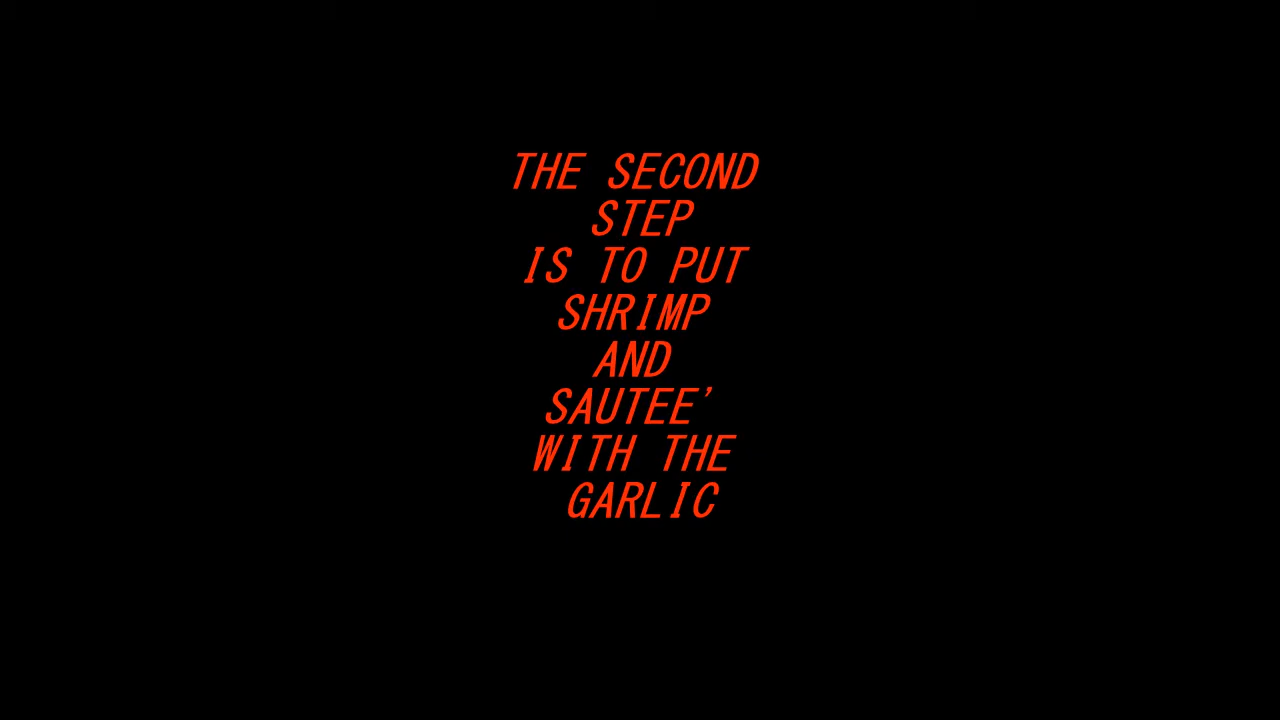 THE SECOND
STEP
IS TO PUT
SHRIMP
AND
SAUTEE'
WITH THE
GARLIC